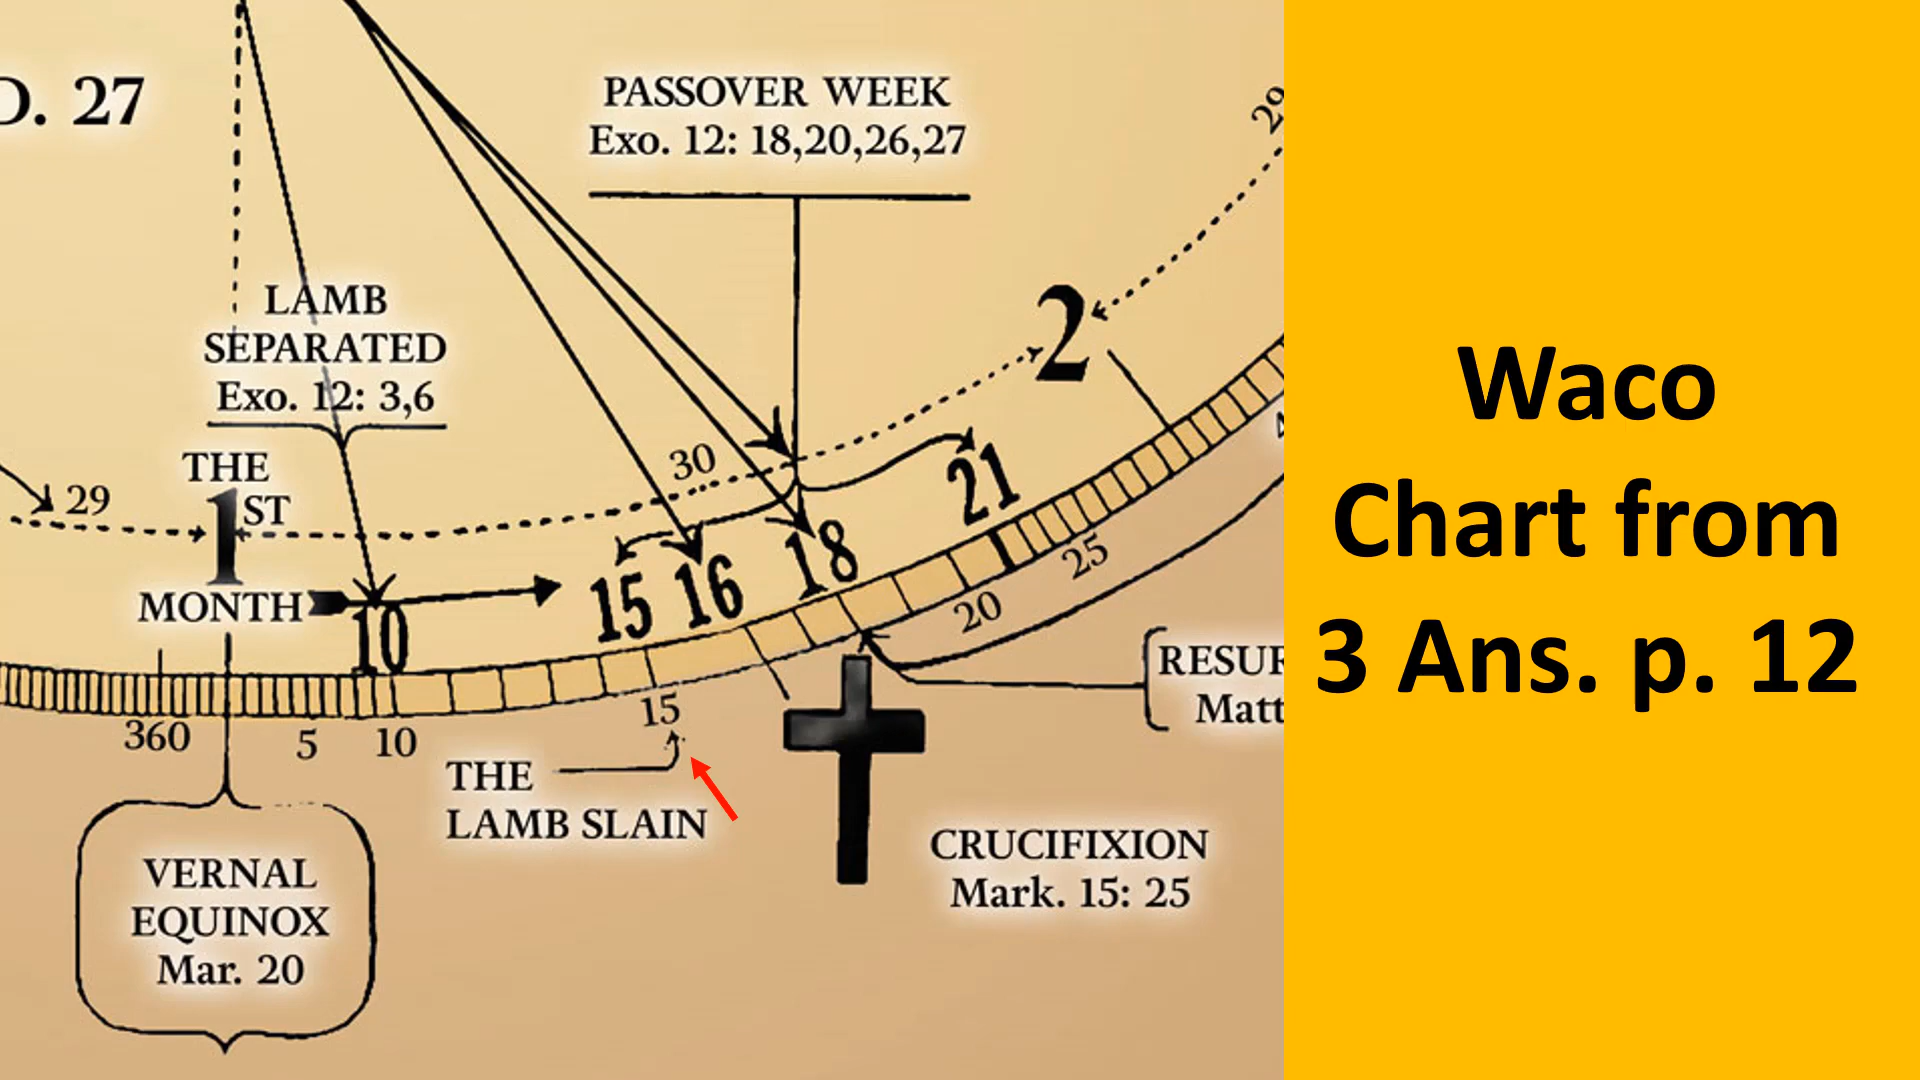 D. 27
PASSOVER WEEK
Exo. 12: 18,20,26,27
29
LAMB
SEPARATED
Exo. 12: 3,6
2
THE
1ST
MONTH
29
30
10
15
16
18
21
360
5
10
15
20
25
THE
LAMB SLAIN
RESUR
Matt
VERNAL
EQUINOX
Mar. 20
CRUCIFIXION
Mark. 15: 25
Waco
Chart from
3 Ans. p. 12